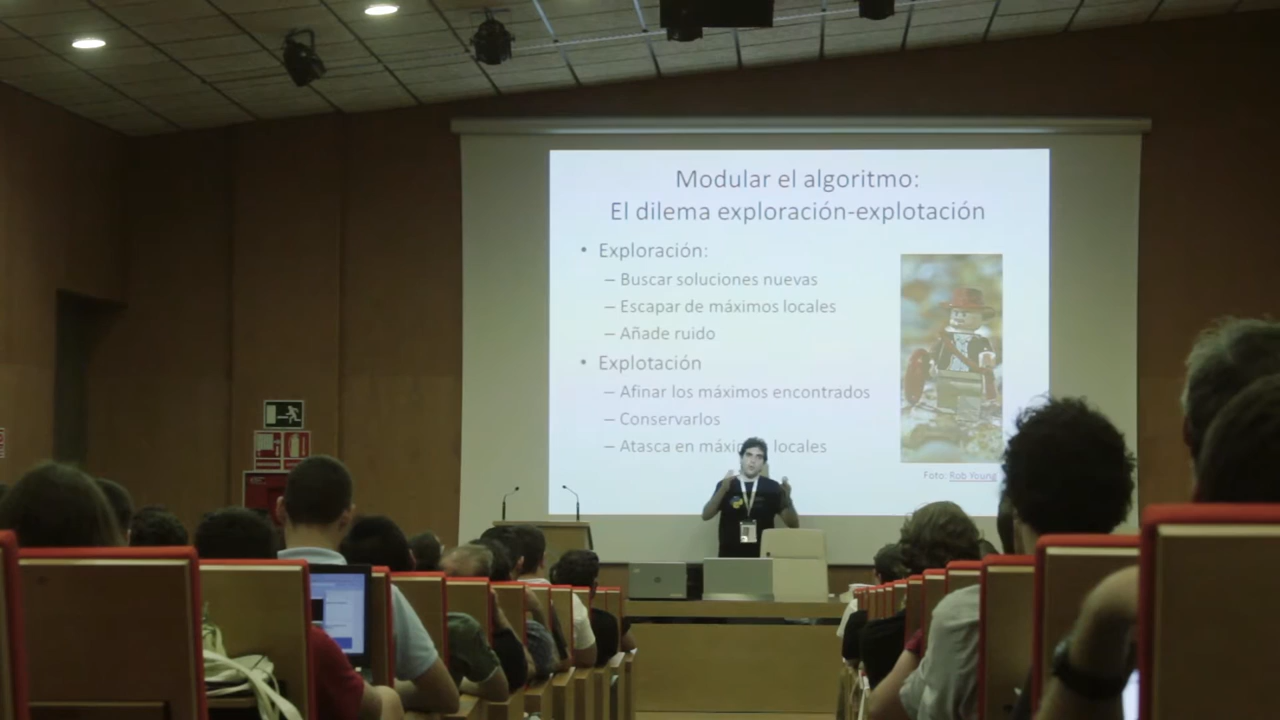 Modular el algoritmo:
El dilema exploración-explotación
• Exploración:
– Buscar soluciones nuevas
– Escapar de máximos locales
– Añade ruido
• Explotación
– Afinar los máximos encontrados
– Conservarlos
– Atasca en máximos locales
Foto: Rob Young